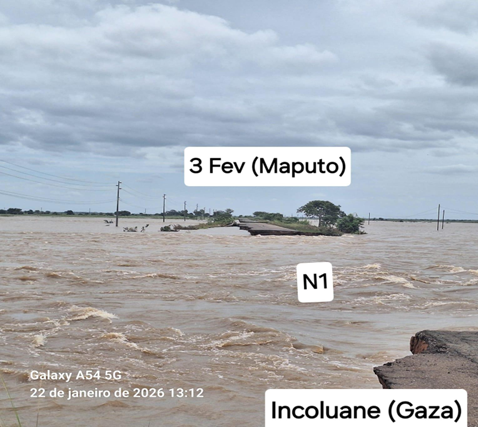 3 Fev (Maputo)
N1
Galaxy A54 5G
22 de janeiro de 2026 13:12
Incoluane (Gaza)